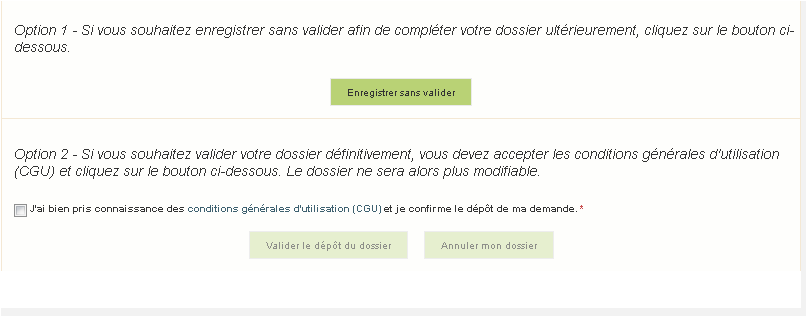 Option 1 - Si vous souhaitez enregistrer sans valider afin de compléter votre dossier ultérieurement, cliquez sur le bouton ci-
dessous.
Enregistrer sans valider
Option 2 - Si vous souhaitez valider votre dossier définitivement, vous devez accepter les conditions générales d'utilisation
(CGU) et cliquez sur le bouton ci-dessous. Le dossier ne sera alors plus modifiable.
J'ai bien pris connaissance des conditions générales d'utilisation (CGU) et je confirme le dépôt de ma demande. *
Valider le dépôt du dossier Annuler mon dossier